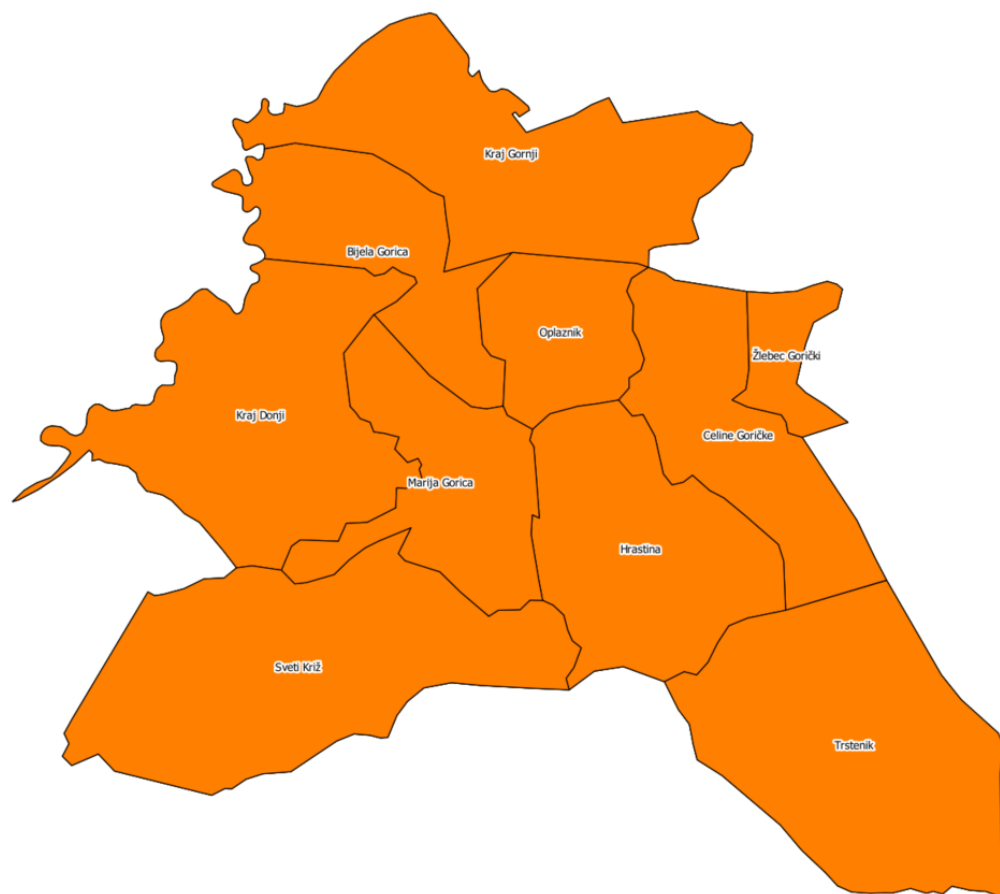 Kraj Gornji
Bijela Gorica
Oplaznik
Žlebec Gorički
Kraj Donji
Celine Goričke
Marija Gorica
Hrastina
Sveti Križ
Trstenik